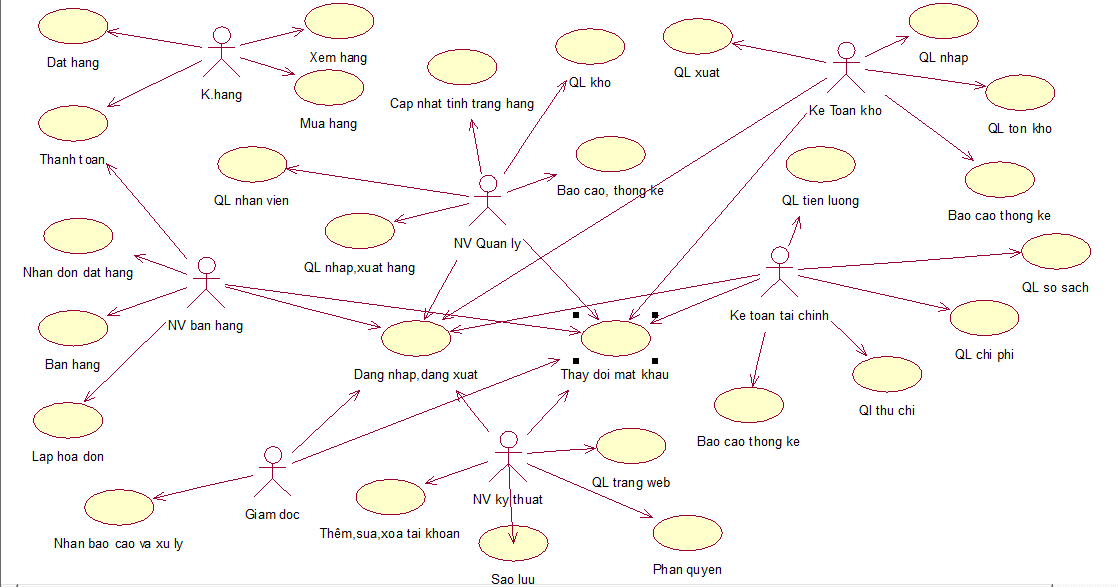 Dat hang
Xem hang
K.hang
Mua hang
Thanh toan
Cap nhat tinh trang hang
QL kho
QL xuat
QL nhap
Ke Toan kho
QL ton kho
Bao cao thong ke
QL nhan vien
Bao cao, thong ke
QL tien luong
NV Quan ly
QL nhap,xuat hang
Nhan don dat hang
NV ban hang
Ban hang
Lap hoa don
Ke toan tai chinh
QL so sach
QL chi phi
Ql thu chi
Bao cao thong ke
Dang nhap,dang xuat
Thay doi mat khau
Giam doc
Nhan bao cao va xu ly
NV ky thuat
QL trang web
Thêm,sua,xoa tai khoan
Sao luu
Phan quyen